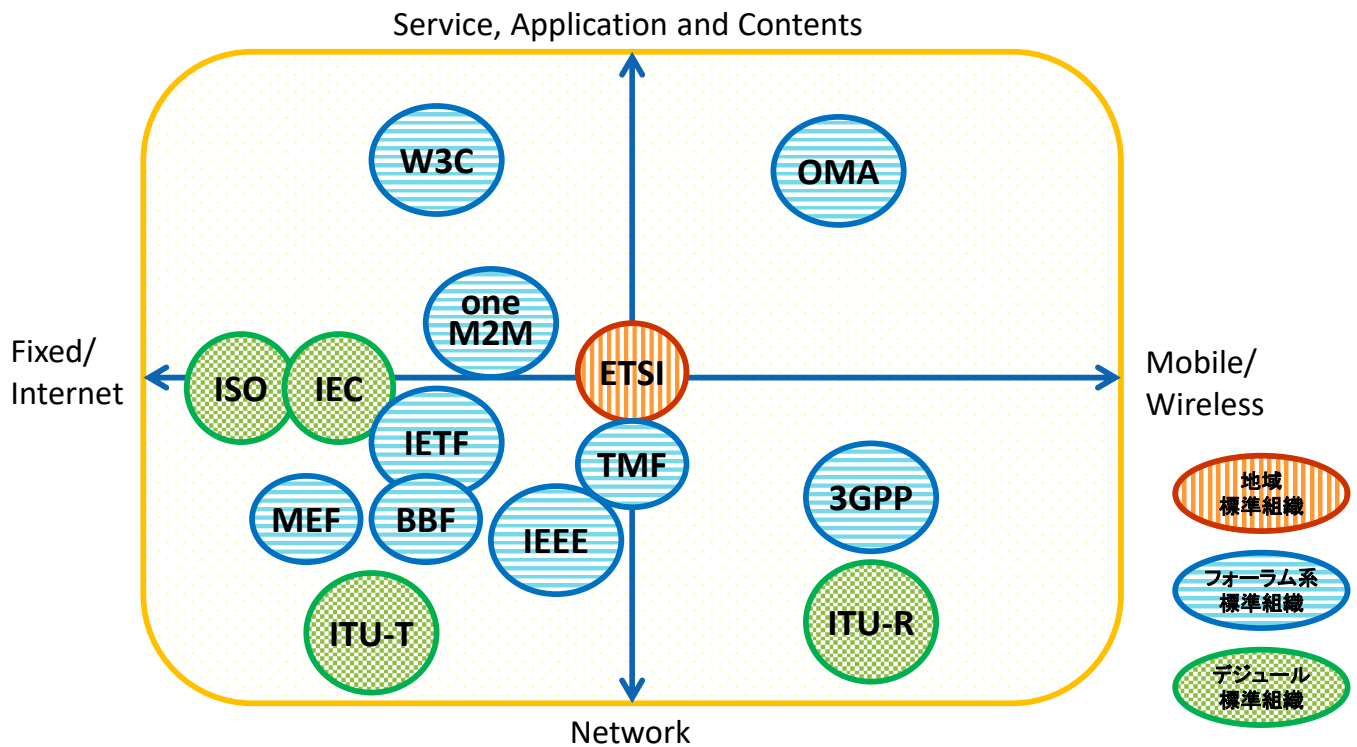 Service, Application and Contents
W3C
OMA
one
M2M
Fixed/
Internet
ISO
IEC
ETSI
Mobile/
Wireless
IETF
TMF
MEF
BBF
IEEE
3GPP
ITU-T
ITU-R
Network
地域
標準組織
フォーラム系
標準組織
デジュール
標準組織